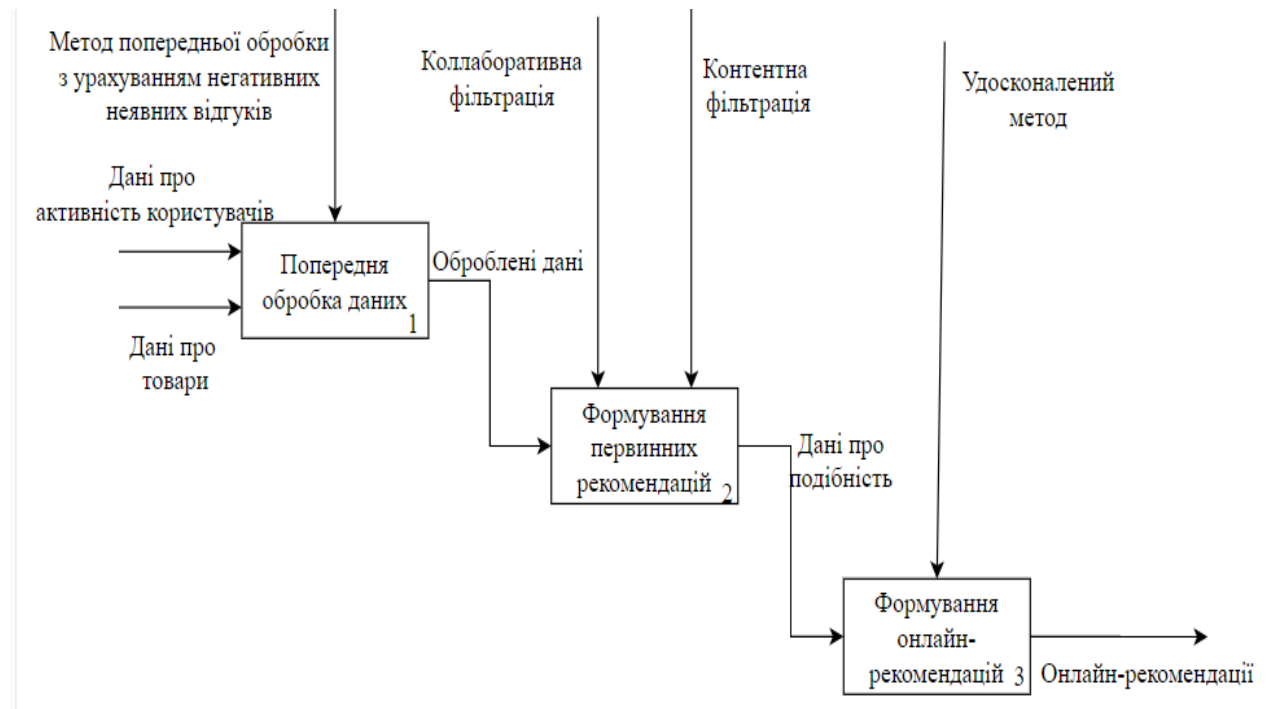 Метод попередньої обробки
з урахуванням негативних
неявних відгуків
Коллаборативна
фільтрація
Контентна
фільтрація
Удосконалений
метод
Дані про
активність користувачів
Попередня
обробка даних
1
Оброблені дані
Дані про
товари
Формування
первинних
рекомендацій
2
Дані про
подібність
Формування
онлайн-
рекомендацій
3
Онлайн-рекомендації